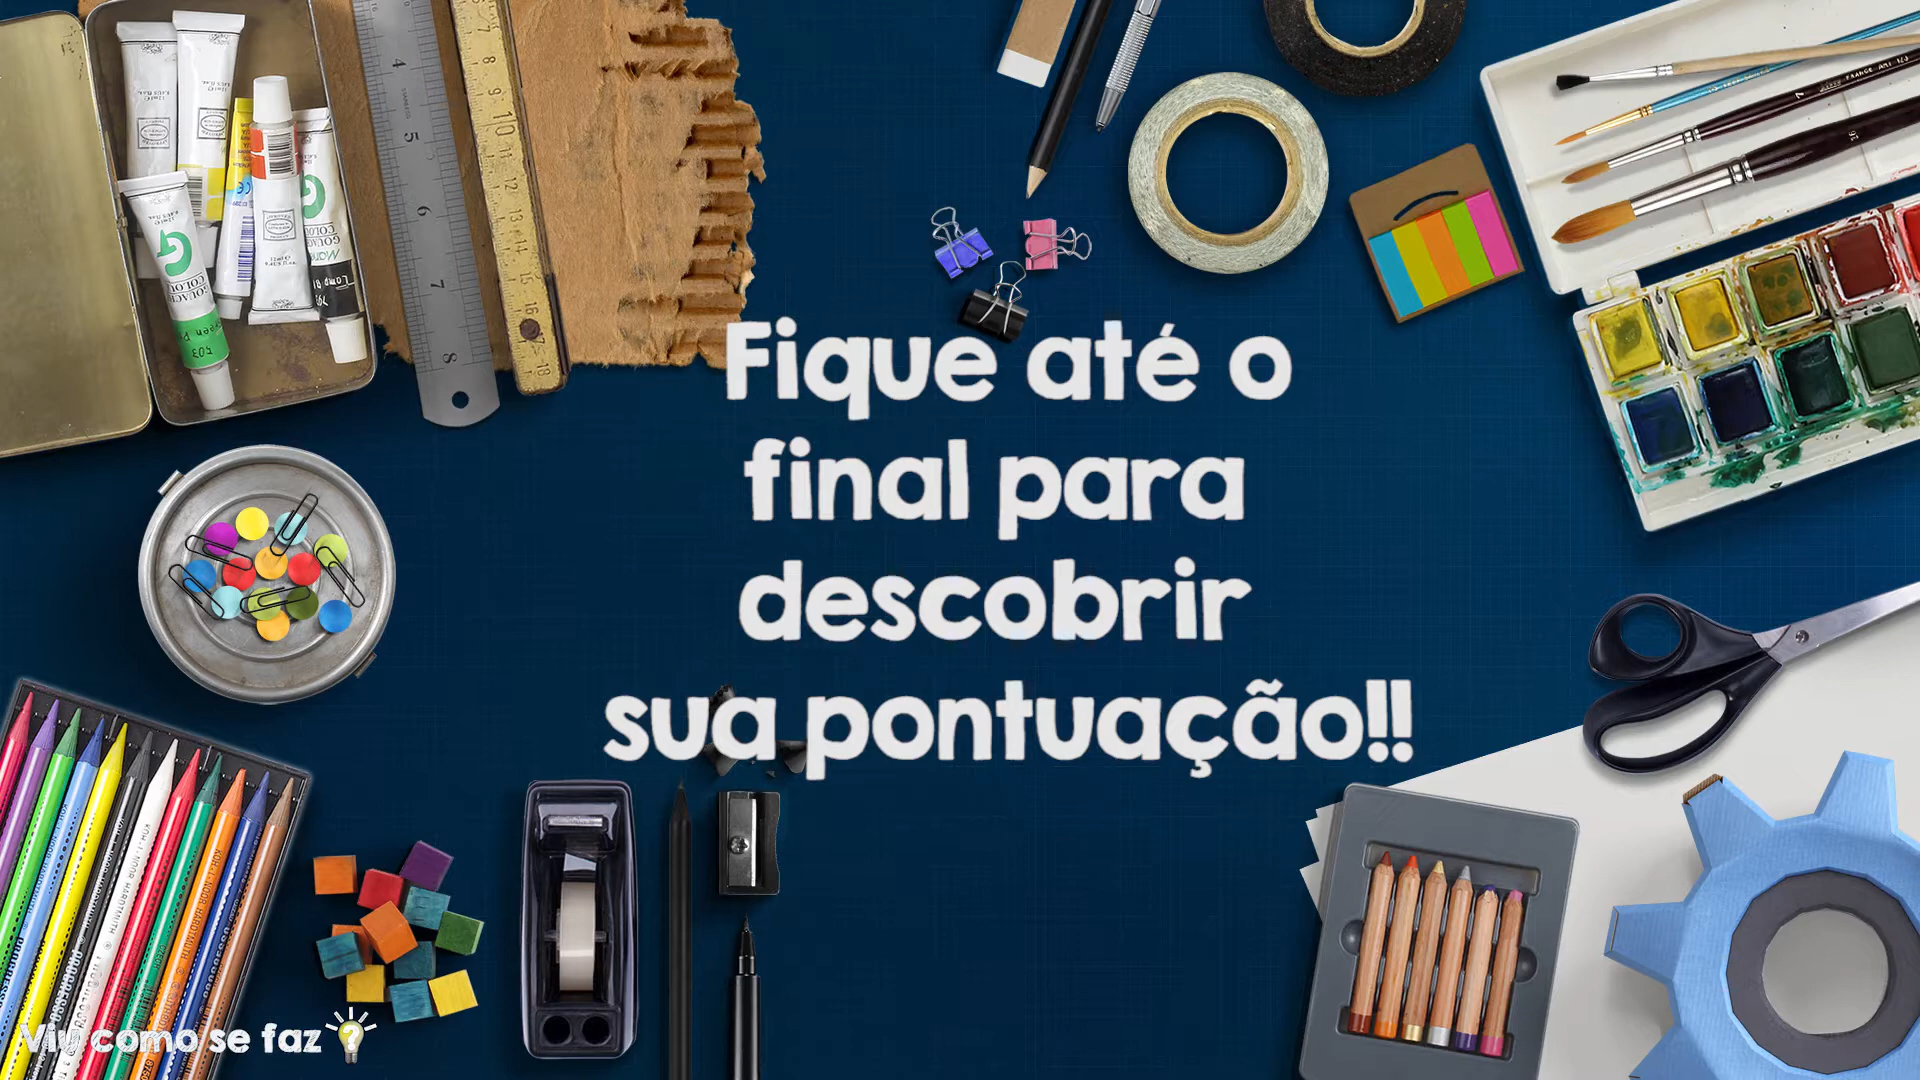 Fique até o
final para
descobrir
sua pontuação!!
Viu como se faz ?